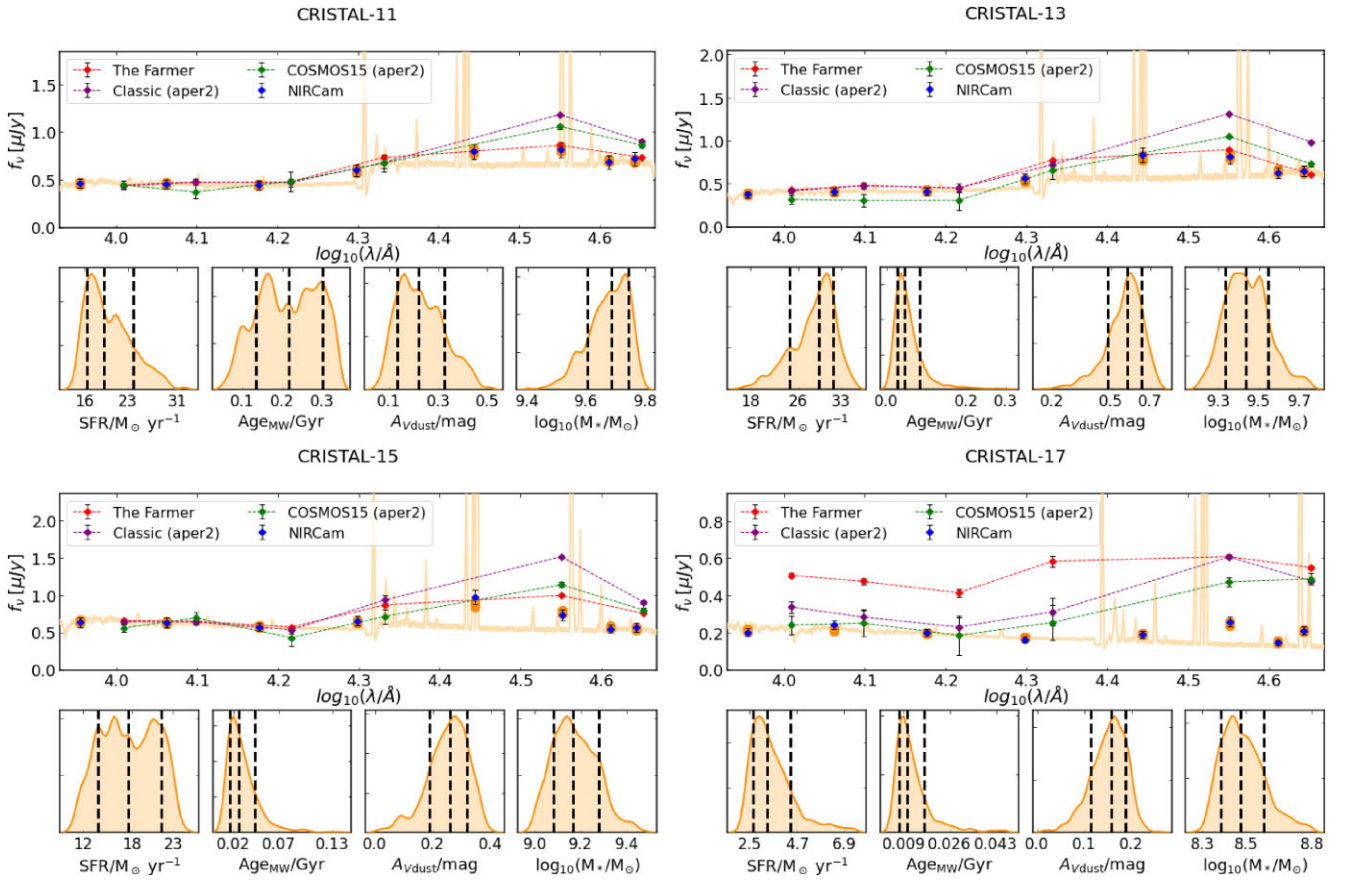 CRISTAL-11
CRISTAL-13
The Farmer COSMOS15 (aper2)
Classic (aper2) NIRCam
The Farmer COSMOS15 (aper2)
Classic (aper2) NIRCam
fν [μJy]
1.5
1.0
0.5
0.0
fν [μJy]
2.0
1.5
1.0
0.5
0.0
4.0 4.1 4.2 4.3 4.4 4.5 4.6
log10(λ/Å)
4.0 4.1 4.2 4.3 4.4 4.5 4.6
log10(λ/Å)
16 23 31
0.1 0.2 0.3
0.1 0.3 0.5
9.4 9.6 9.8
18 26 33
0.0 0.1 0.3
0.2 0.5 0.7
9.3 9.5 9.7
SFR/M⊙ yr⁻¹ AgeMW/Gyr AVdust/mag log10(M*/M⊙)
SFR/M⊙ yr⁻¹ AgeMW/Gyr AVdust/mag log10(M*/M⊙)
CRISTAL-15
CRISTAL-17
The Farmer COSMOS15 (aper2)
Classic (aper2) NIRCam
The Farmer COSMOS15 (aper2)
Classic (aper2) NIRCam
fν [μJy]
2.0
1.5
1.0
0.5
0.0
fν [μJy]
0.8
0.6
0.4
0.2
0.0
4.0 4.1 4.2 4.3 4.4 4.5 4.6
log10(λ/Å)
4.0 4.1 4.2 4.3 4.4 4.5 4.6
log10(λ/Å)
12 18 23
0.02 0.07 0.13
0.0 0.2 0.4
9.0 9.2 9.4
2.5 4.7 6.9
0.009 0.026 0.043
0.0 0.1 0.2
8.3 8.5 8.8
SFR/M⊙ yr⁻¹ AgeMW/Gyr AVdust/mag log10(M*/M⊙)
SFR/M⊙ yr⁻¹ AgeMW/Gyr AVdust/mag log10(M*/M⊙)